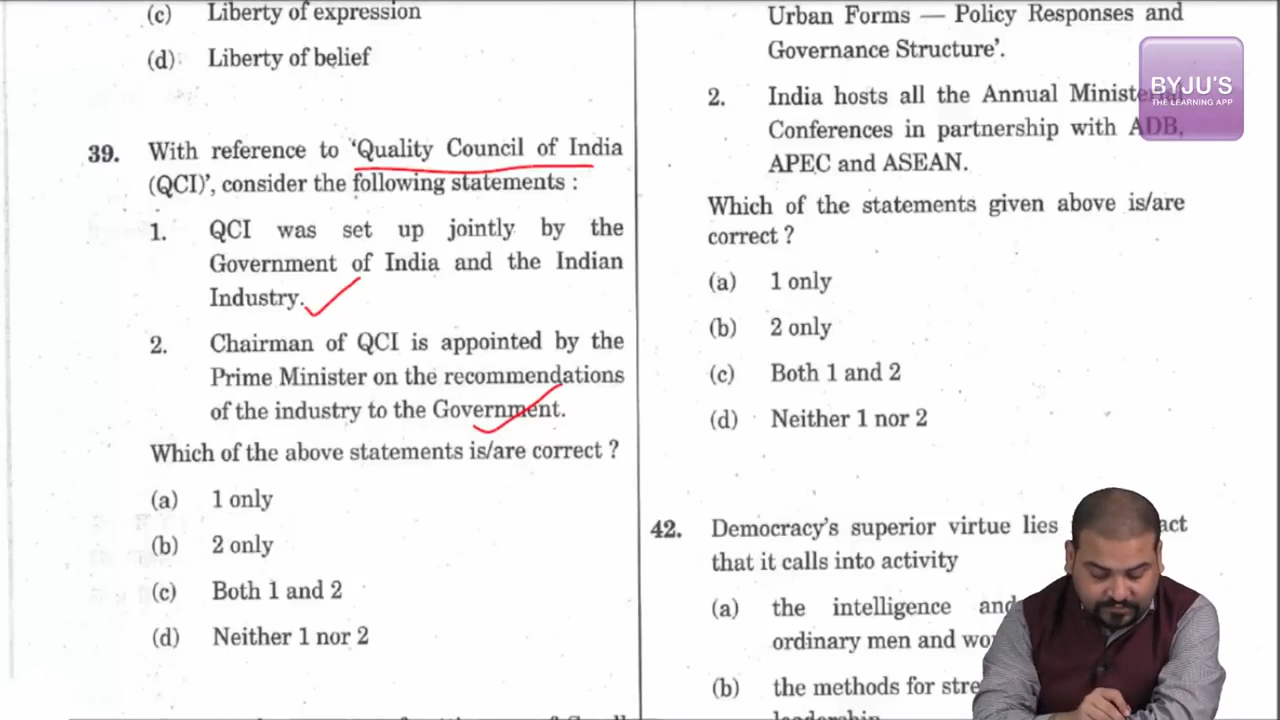 (c) Liberty of expression
(d) Liberty of belief
39. With reference to 'Quality Council of India
(QCI)', consider the following statements :
1. QCI was set up jointly by the
Government of India and the Indian
Industry.
2. Chairman of QCI is appointed by the
Prime Minister on the recommendations
of the industry to the Government.
Which of the above statements is/are correct ?
(a) 1 only
(b) 2 only
(c) Both 1 and 2
(d) Neither 1 nor 2
Urban Forms — Policy Responses and
Governance Structure'.
2. India hosts all the Annual Ministerial
Conferences in partnership with ADB,
APEC and ASEAN.
Which of the statements given above is/are
correct ?
(a) 1 only
(b) 2 only
(c) Both 1 and 2
(d) Neither 1 nor 2
42. Democracy's superior virtue lies
that it calls into activity
(a) the intelligence and
ordinary men and
(b) the methods for
BYJU'S
THE LEARNING APP